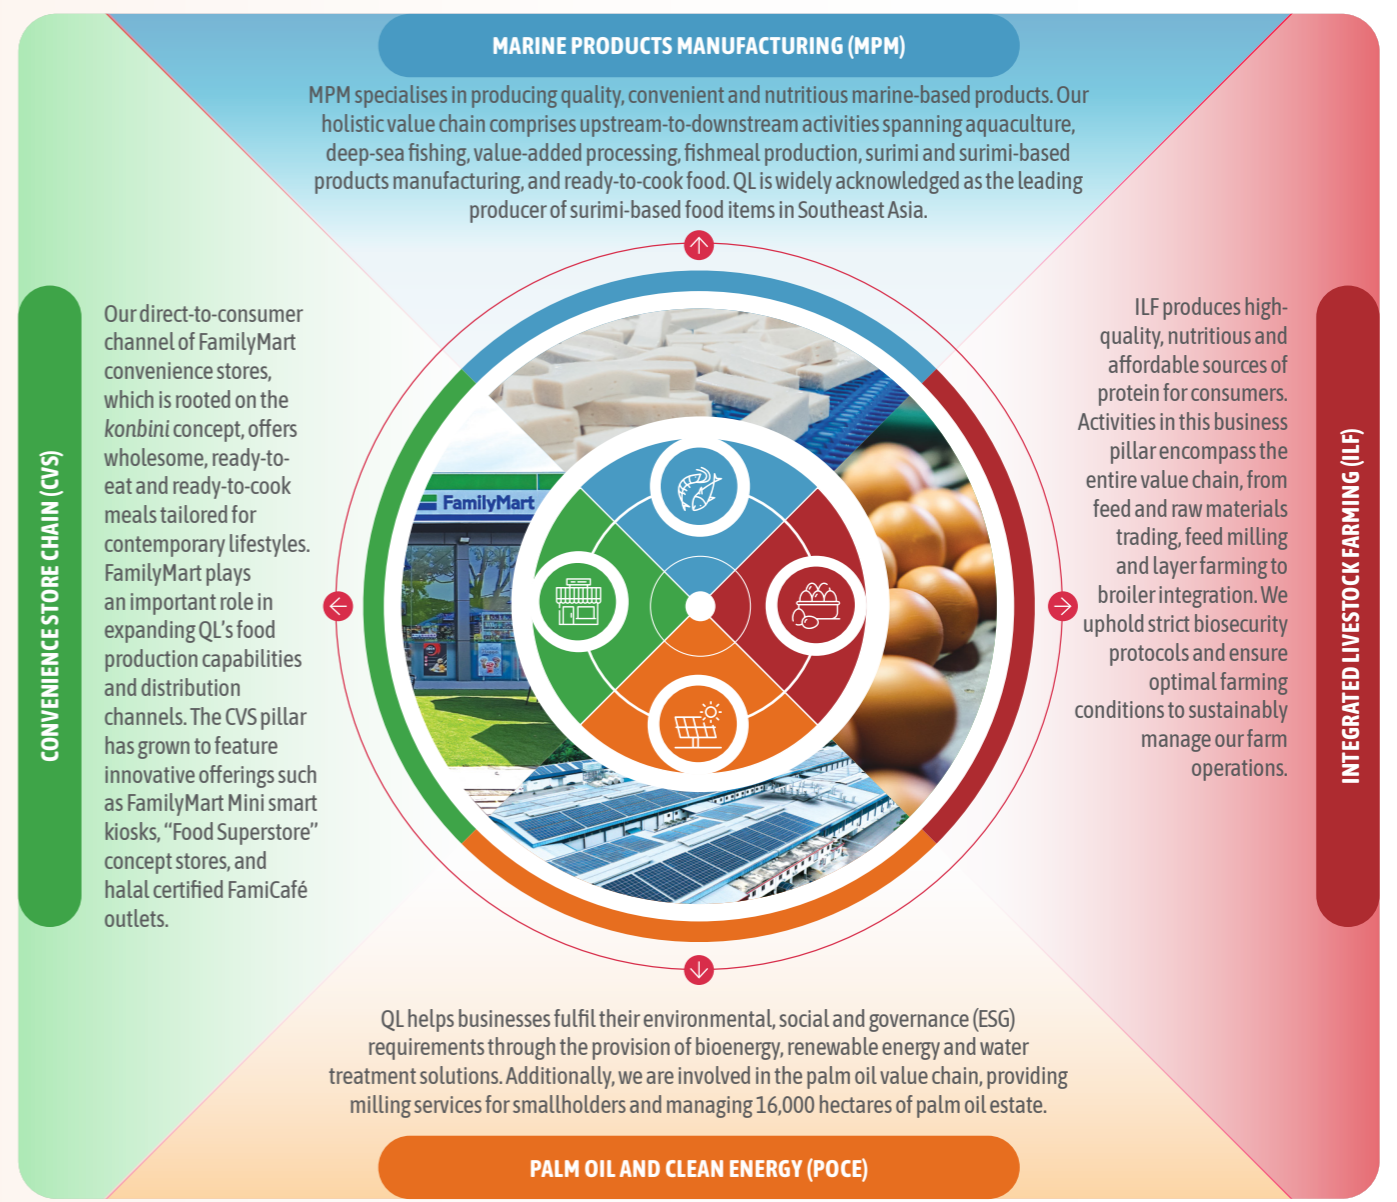 MARINE PRODUCTS MANUFACTURING (MPM)
MPM specialises in producing quality, convenient and nutritious marine-based products. Our
holistic value chain comprises upstream-to-downstream activities spanning aquaculture,
deep-sea fishing, value-added processing, fishmeal production, surimi and surimi-based
products manufacturing, and ready-to-cook food. QL is widely acknowledged as the leading
producer of surimi-based food items in Southeast Asia.
CONVENIENCE STORE CHAIN (CVS)
Our direct-to-consumer
channel of FamilyMart
convenience stores,
which is rooted on the
konbini concept, offers
wholesome, ready-to-
eat and ready-to-cook
meals tailored for
contemporary lifestyles.
FamilyMart plays
an important role in
expanding QL’s food
production capabilities
and distribution
channels. The CVS pillar
has grown to feature
innovative offerings such
as FamilyMart Mini smart
kiosks, “Food Superstore”
concept stores, and
halal certified FamiCafé
outlets.
FamilyMart
ILF produces high-
quality, nutritious and
affordable sources of
protein for consumers.
Activities in this business
pillar encompass the
entire value chain, from
feed and raw materials
trading, feed milling
and layer farming to
broiler integration. We
uphold strict biosecurity
protocols and ensure
optimal farming
conditions to sustainably
manage our farm
operations.
INTEGRATED LIVESTOCK FARMING (ILF)
QL helps businesses fulfil their environmental, social and governance (ESG)
requirements through the provision of bioenergy, renewable energy and water
treatment solutions. Additionally, we are involved in the palm oil value chain, providing
milling services for smallholders and managing 16,000 hectares of palm oil estate.
PALM OIL AND CLEAN ENERGY (POCE)